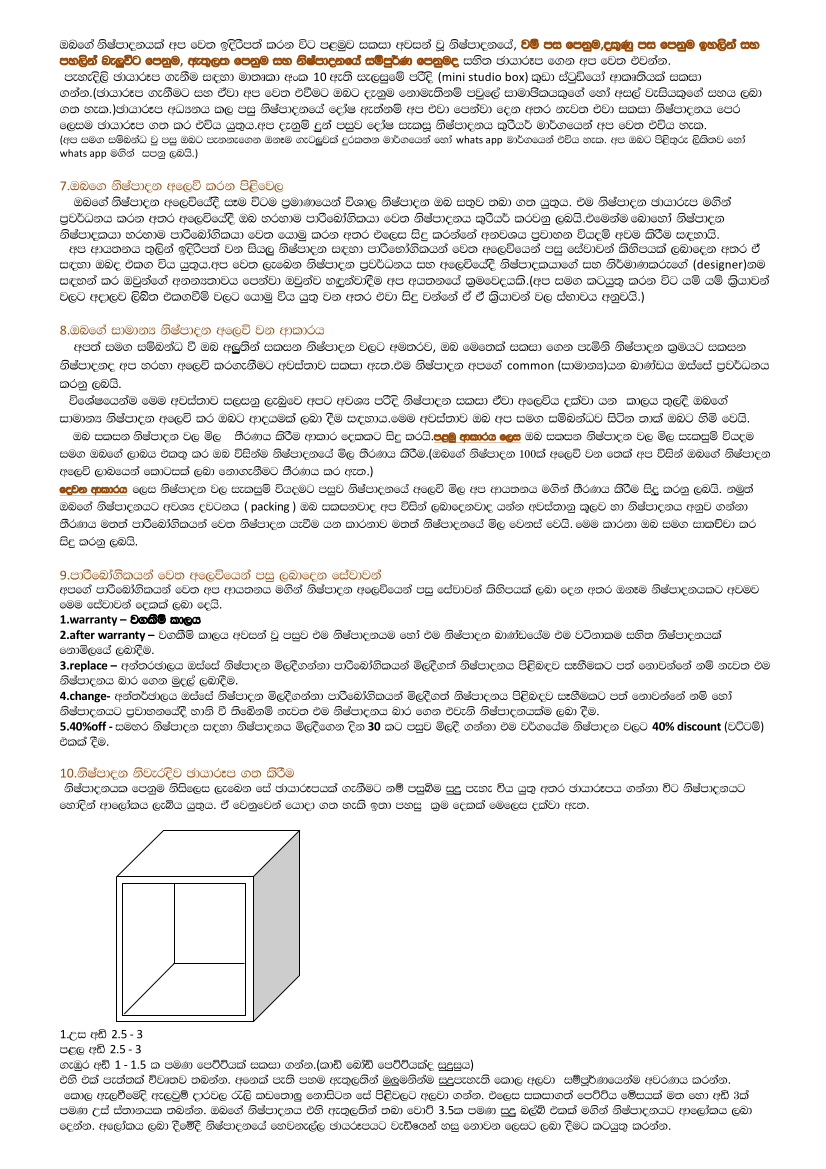 ඔබගේ නිෂ්පාදනයක් අප වෙත ඉදිරිපත් කරන විට පළමුව සකසා අවසන් වූ නිෂ්පාදනයේ, වම් පස පෙනුම,දකුණු පස පෙනුම ඉහලින් සහ
පහලින් බැලූවිට පෙනුම, ඇතුලත පෙනුම සහ නිෂ්පාදනයේ සම්පුර්ණ පෙනුමද සහිත ඡායාරූප ගෙන අප වෙත එවන්න.
පැහැදිලි ඡායාරූප ගැනීම සඳහා මාතෘකා අංක 10 ඇති සැලසුමේ පරිදි (mini studio box) කුඩා ස්ටුඩියෝ ආකෘතියක් සකසා
ගන්න.(ඡායාරූප ගැනීමට සහ ඒවා අප වෙත එවීමට ඔබට දැනුම නොමැතිනම් පවුලේ සාමාජිකයකුගේ හෝ අසල් වැසියකුගේ සහය ලබා
ගත හැක.)ඡායාරූප අධ්‍යනය කල පසු නිෂ්පාදනයේ දෝෂ ඇත්නම් අප එවා පෙන්වා දෙන අතර නැවත එවා සකසා නිෂ්පාදනය පෙර
ලෙසම ඡායාරූප ගත කර එවිය යුතුය.අප දැනුම් දුන් පසුව දෝෂ සැකසූ නිෂ්පාදනය කුරියර් මාර්ගයෙන් අප වෙත එවිය හැක.
(අප සමග සම්බන්ධ වූ පසු ඔබට පැනනැගෙන ඔනෑම ගැටලුවක් දුරකතන මාර්ගයෙන් හෝ whats app මාර්ගයෙන් එවිය හැක. අප ඔබට පිළිතුරු ලිඛිතව හෝ
whats app මගින් සපනු ලබයි.)
7.ඔබගෙ නිෂ්පාදන අලෙවි කරන පිළිවෙල
ඔබගේ නිෂ්පාදන අලෙවියේදී සෑම විටම ප්‍රමාණයෙන් විශාල නිෂ්පාදන ඔබ සතුව තබා ගත යුතුය. එම නිෂ්පාදන ඡායාරුප මගින්
ප්‍රවර්ධනය කරන අතර අලෙවියේදී ඔබ හරහාම පාරිබෝගිකයා වෙත නිෂ්පාදනය කුරියර් කරවනු ලබයි.එමෙන්ම බොහෝ නිෂ්පාදන
නිෂ්පාදකයා හරහාම පාරිබෝගිකයා වෙත යොමු කරන අතර එලෙස සිදු කරන්නේ අනවශය ප්‍රවාහන වියදම් අවම කිරීම සඳහායි.
අප ආයතනය තුලින් ඉදිරිපත් වන සියලු නිෂ්පාදන සඳහා පාරිභෝගිකයන් වෙත අලෙවියෙන් පසු සේවාවන් කිහිපයක් ලබාදෙන අතර ඒ
සඳහා ඔබද එකග විය යුතුය.අප වෙත ලැබෙන නිෂ්පාදන ප්‍රවර්ධනය සහ අලෙවියේදී නිෂ්පාදකයාගේ සහ නිර්මාණකරුගේ (designer)නම
සඳහන් කර ඔවුන්ගේ අනන්‍යතාවය පෙන්වා ඔවුන්ව හඳුන්වාදීම අප අයතනයේ ක්‍රමවෙදයකි.(අප සමග කටයුතු කරන විට යම් යම් ක්‍රියාවන්
වලට අදාලව ලිඛිත එකගවීම් වලට යොමු විය යුතු වන අතර එවා සිදු වන්නේ ඒ ඒ ක්‍රියාවන් වල ස්භාවය අනුවයි.)
8.ඔබගේ සාමාන්‍ය නිෂ්පාදන අලෙවි වන ආකාරය
අපත් සමග සම්බන්ධ වී ඔබ අලුතින් සකසන නිෂ්පාදන වලට අමතරව, ඔබ මෙතෙක් සකසා ගෙන පැමිනි නිෂ්පාදන ක්‍රමයට සකසන
නිෂ්පාදනද අප හරහා අලෙවි කරගැනීමට අවස්තාව සකසා ඇත.එම නිෂ්පාදන අපගේ common (සාමාන්‍ය)යන ඛාණ්ඩය ඔස්සේ ප්‍රවර්ධනය
කරනු ලබයි.
විශේෂයෙන්ම මෙම අවස්තාව සලසනු ලැබුවෙ අපට අවශ්‍ය පරිදි නිෂ්පාදන සකසා ඒවා අලෙවිය දක්වා යන කාලය තුලදී ඔබගේ
සාමාන්‍ය නිෂ්පාදන අලෙවි කර ඔබට ආදයමක් ලබා දීම සඳහාය.මෙම අවස්තාව ඔබ අප සමග සම්බන්ධව සිටින තාක් ඔබට හිමි වෙයි.
ඔබ සකසන නිෂ්පාදන වල මිල තීරණය කිරීම ආකාර දෙකකට සිදු කරයි.පළමු ආකාරය ලෙස ඔබ සකසන නිෂ්පාදන වල මිල සැකසුම් වියදම
සමග ඔබගේ ලාබය එකතු කර ඔබ විසින්ම නිෂ්පාදනයේ මිල තීරණය කිරීම.(ඔබගේ නිෂ්පාදන 100ක් අලෙවි වන තෙක් අප විසින් ඔබගේ නිෂ්පාදන
අලෙවි ලාබයෙන් කොටසක් ලබා නොගැනීමට තීරණය කර ඇත.)
දෙවන ආකාරය ලෙස නිෂ්පාදන වල සැකසුම් වියදමට පසුව නිෂ්පාදනයේ අලෙවි මිල අප ආයතනය මගින් තීරණය කිරීම සිදු කරනු ලබයි. නමුත්
ඔබගේ නිෂ්පාදනයට අවශ්‍ය දවටනය ( packing ) ඔබ සකසනවාද අප විසින් ලබාදෙනවාද යන්න අවස්තානු කූලව හා නිෂ්පාදනය අනුව ගන්නා
තීරණය මතත් පාරිබෝගිකයන් වෙත නිෂ්පාදන යැවීම යන කාරනාව මතත් නිෂ්පාදනයේ මිල වෙනස් වෙයි. මෙම කාරනා ඔබ සමග සාකච්චා කර
සිදු කරනු ලබයි.
9.පාරිබෝගිකයන් වෙත අලෙවියෙන් පසු ලබාදෙන සේවාවන්
අපගේ පාරිබෝගිකයන් වෙත අප ආයතනය මගින් නිෂ්පාදන අලෙවියෙන් පසු සේවාවන් කිහිපයක් ලබා දෙන අතර ඔනෑම නිෂ්පාදනයකට අවමව
මෙම සේවාවන් දෙකක් ලබා දෙයි.
1.warranty – වගකීම් කාලය
2.after warranty – වගකීම් කාලය අවසන් වූ පසුව එම නිෂ්පාදනයම හෝ එම නිෂ්පාදන ඛාණ්ඩයේම එම වටිනාකම සහිත නිෂ්පාදනයක්
නොමිලයේ ලබාදීම.
3.replace – අන්තරජාලය ඔස්සේ නිෂ්පාදන මිලදීගන්නා පාරිබෝගිකයන් මිලදීගත් නිෂ්පාදනය පිළිබඳව සෑහීමකට පත් නොවන්නේ නම් නැවත එම
නිෂ්පාදනය බාර ගෙන මුදල් ලබාදීම.
4.change- අන්තර්ජාලය ඔස්සේ නිෂ්පාදන මිලදීගන්නා පාරිබෝගිකයන් මිලදීගත් නිෂ්පාදනය පිළිබඳව සෑහීමකට පත් නොවන්නේ නම් හෝ
නිෂ්පාදනයට ප්‍රවාහනයේදී හානි වී තිබේනම් නැවත එම නිෂ්පාදනය බාර ගෙන එවැනි නිෂ්පාදනයක්ම ලබා දීම.
5.40%off - සමහර නිෂ්පාදන සඳහා නිෂ්පාදනය මිලදීගෙන දින 30 කට පසුව මිලදී ගන්නා එම වර්ගයේම නිෂ්පාදන වලට 40% discount (වට්ටම්)
එකක් දීම.
10.නිෂ්පාදන නිවැරදිව ඡායාරූප ගත කිරීම
නිෂ්පාදනයක පෙනුම නිසිලෙස ලැබෙන සේ ඡායාරූපයක් ගැනීමට නම් පසුබිම සුදු පැහැ විය යුතු අතර ඡායාරූපය ගන්නා විට නිෂ්පාදනයට
හොඳින් ආලෝකය ලැබිය යුතුය. ඒ වෙනුවෙන් යොදා ගත හැකි ඉතා පහසු ක්‍රම දෙකක් මෙලෙස දක්වා ඇත.
1.උස අඩි 2.5 - 3
පළල අඩි 2.5 - 3
ගැඹුර අඩි 1 - 1.5 ක පමණ පෙට්ටියක් සකසා ගන්න.(කාඩ් බෝඩ් පෙට්ටියක්ද සුදුසුය)
එහි එක් පැත්තක් විවෘතව තබන්න. අනෙක් පැති පහම ඇතුලතින් මුලුමනින්ම සුදුපැහැති කොල අලවා සම්පූර්ණයෙන්ම අවරණය කරන්න.
කොල ඇලවීමේදි ඇලවුම් දාරවල රැලි කඩතොලු නොසිටන සේ පිළිවලට අලවා ගන්න. එලෙස සකසාගත් පෙට්ටිය මේසයක් මත හො අඩි 3ක්
පමණ උස් ස්තානයක තබන්න. ඔබගේ නිෂ්පාදනය එහි ඇතුලතින් තබා වොට් 3.5ක පමණ සුදු බල්බ් එකක් මගින් නිෂ්පාදනයට ආලෝකය ලබා
දෙන්න. අලෝකය ලබා දීමේදී නිෂ්පාදනයේ හෙවනැල්ල ඡායරූපයට වැඩියෙන් හසු නොවන ලෙසට ලබා දීමට කටයුතු කරන්න.